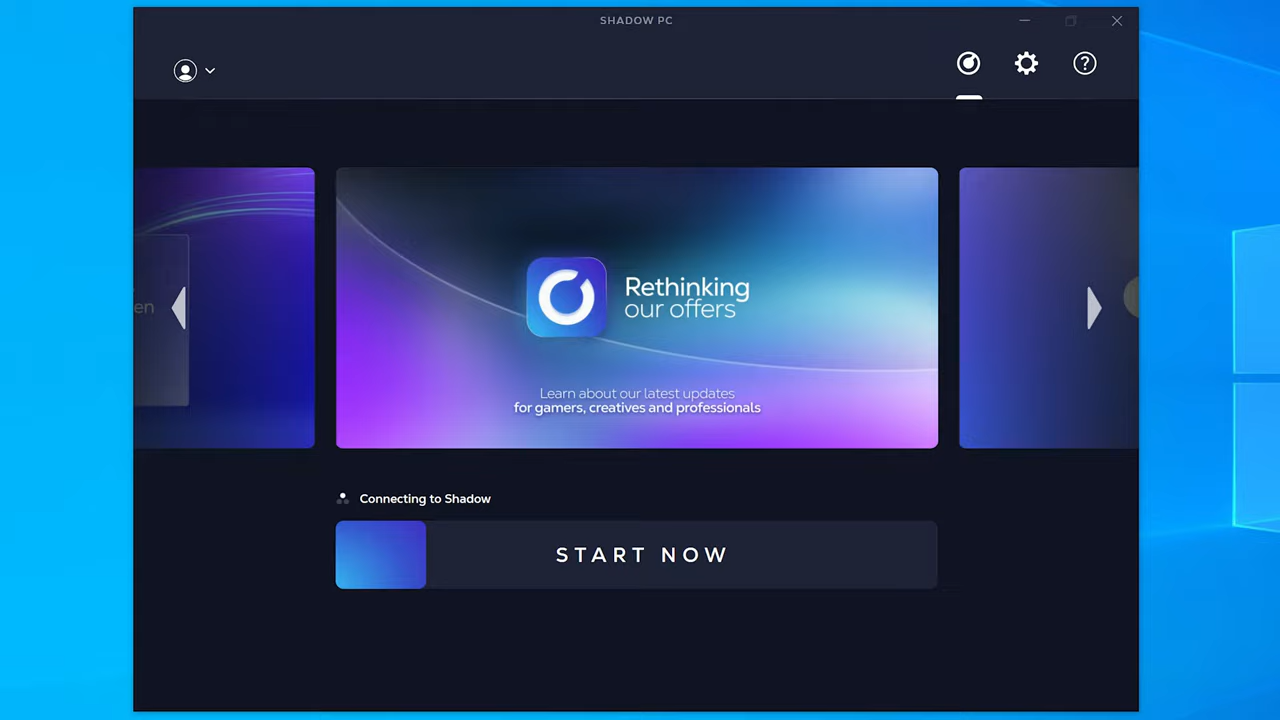 SHADOW PC
en
Rethinking
our offers
Learn about our latest updates
for gamers, creatives and professionals
Connecting to Shadow
START NOW